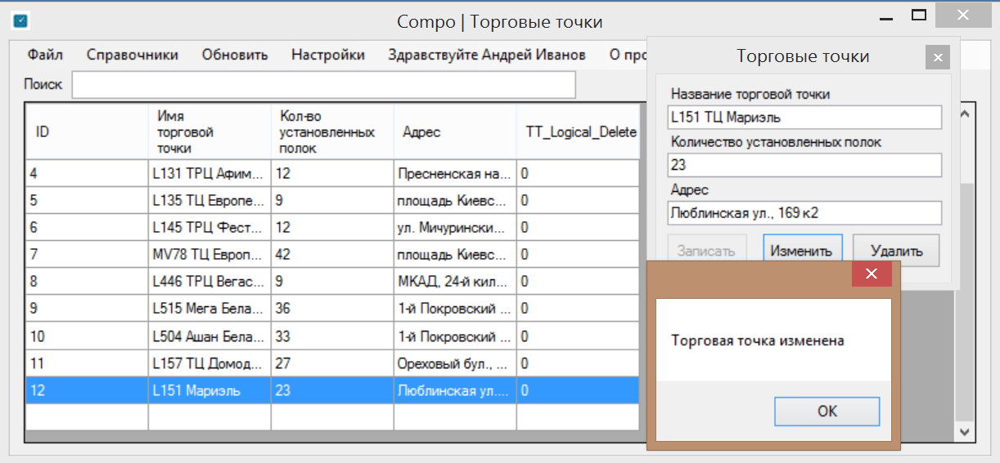 Compo | Торговые точки
Файл Справочники Обновить Настройки Здравствуйте Андрей Иванов О про
Поиск
ID Имя торговой точки Кол-во установленных полок Адрес TT_Logical_Delete
4 L131 ТРЦ Афим... 12 Пресненская на... 0
5 L135 ТЦ Европе... 9 площадь Киевс... 0
6 L145 ТРЦ Фест... 12 ул. Мичурински... 0
7 MV78 ТЦ Европ... 42 площадь Киевс... 0
8 L446 ТРЦ Вегас... 9 МКАД, 24-й кил... 0
9 L515 Мега Бела... 36 1-й Покровский ... 0
10 L504 Ашан Бела... 33 1-й Покровский ... 0
11 L157 ТЦ Домод... 27 Ореховый бул., ... 0
12 L151 Мариэль 23 Люблинская ул.... 0
Торговые точки
Название торговой точки
L151 ТЦ Мариэль
Количество установленных полок
23
Адрес
Люблинская ул., 169 к2
Записать Изменить Удалить
Торговая точка изменена
OK